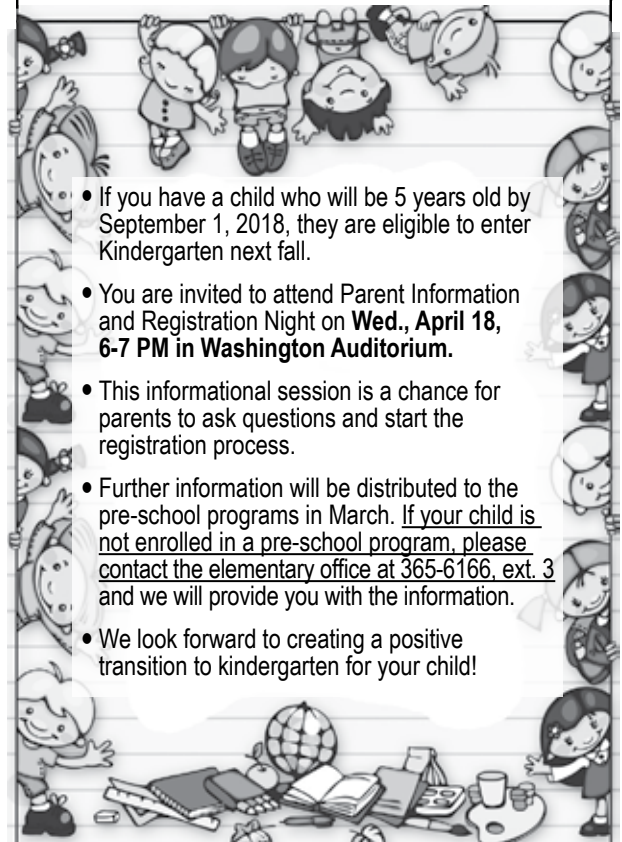 • If you have a child who will be 5 years old by
September 1, 2018, they are eligible to enter
Kindergarten next fall.
• You are invited to attend Parent Information
and Registration Night on Wed., April 18,
6-7 PM in Washington Auditorium.
• This informational session is a chance for
parents to ask questions and start the
registration process.
• Further information will be distributed to the
pre-school programs in March. If your child is
not enrolled in a pre-school program, please
contact the elementary office at 365-6166, ext. 3
and we will provide you with the information.
• We look forward to creating a positive
transition to kindergarten for your child!